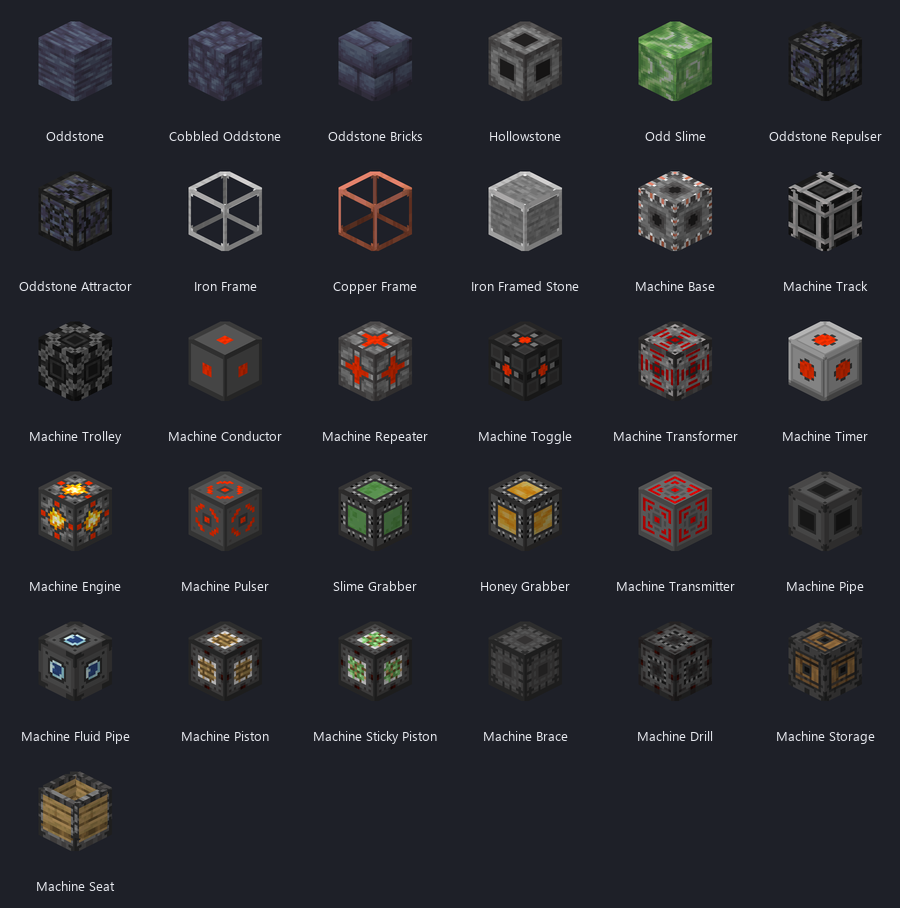 Oddstone
Cobbled Oddstone
Oddstone Bricks
Hollowstone
Odd Slime
Oddstone Repulser
Oddstone Attractor
Iron Frame
Copper Frame
Iron Framed Stone
Machine Base
Machine Track
Machine Trolley
Machine Conductor
Machine Repeater
Machine Toggle
Machine Transformer
Machine Timer
Machine Engine
Machine Pulser
Slime Grabber
Honey Grabber
Machine Transmitter
Machine Pipe
Machine Fluid Pipe
Machine Piston
Machine Sticky Piston
Machine Brace
Machine Drill
Machine Storage
Machine Seat